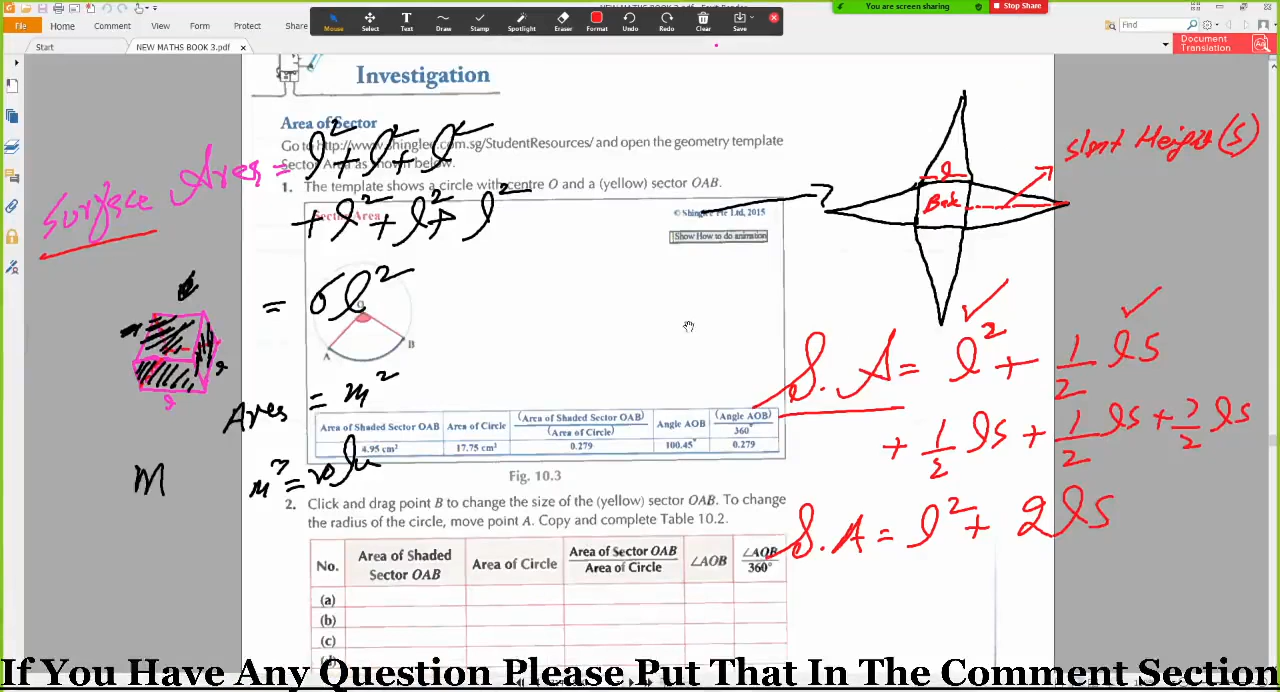 You are screen sharing
Stop Share
File Home Comment View Form Protect Share
Mouse Select Text Draw Stamp Spotlight Eraser Format Undo Redo Clear Save
Find
Start NEW MATHS BOOK 3.pdf
Document Translation
Investigation
Area of Sector
Go to http://www.shinglee.com.sg/StudentResources/ and open the geometry template
Sector Area as shown below.
1. The template shows a circle with centre O and a (yellow) sector OAB.
Sector Area
© Shinglee Pte Ltd, 2015
Show How to do animation
O
A
B
Area of Shaded Sector OAB Area of Circle (Area of Shaded Sector OAB) (Area of Circle) Angle AOB (Angle AOB) 360°
4.95 cm² 17.75 cm² 0.279 100.45° 0.279
Fig. 10.3
2. Click and drag point B to change the size of the (yellow) sector OAB. To change
the radius of the circle, move point A. Copy and complete Table 10.2.
No. Area of Shaded Sector OAB Area of Circle Area of Sector OAB Area of Circle ∠AOB ∠AOB 360°
(a)
(b)
(c)
Surface Area = l² + l² + l²
+ l² + l² + l²
= 6l²
Area = m²
M
l
l
Slant Height (s)
S.A = l² + 1/2 ls
+ 1/2 ls + 1/2 ls + 1/2 ls
S.A = l² + 2ls
If You Have Any Question Please Put That In The Comment Section